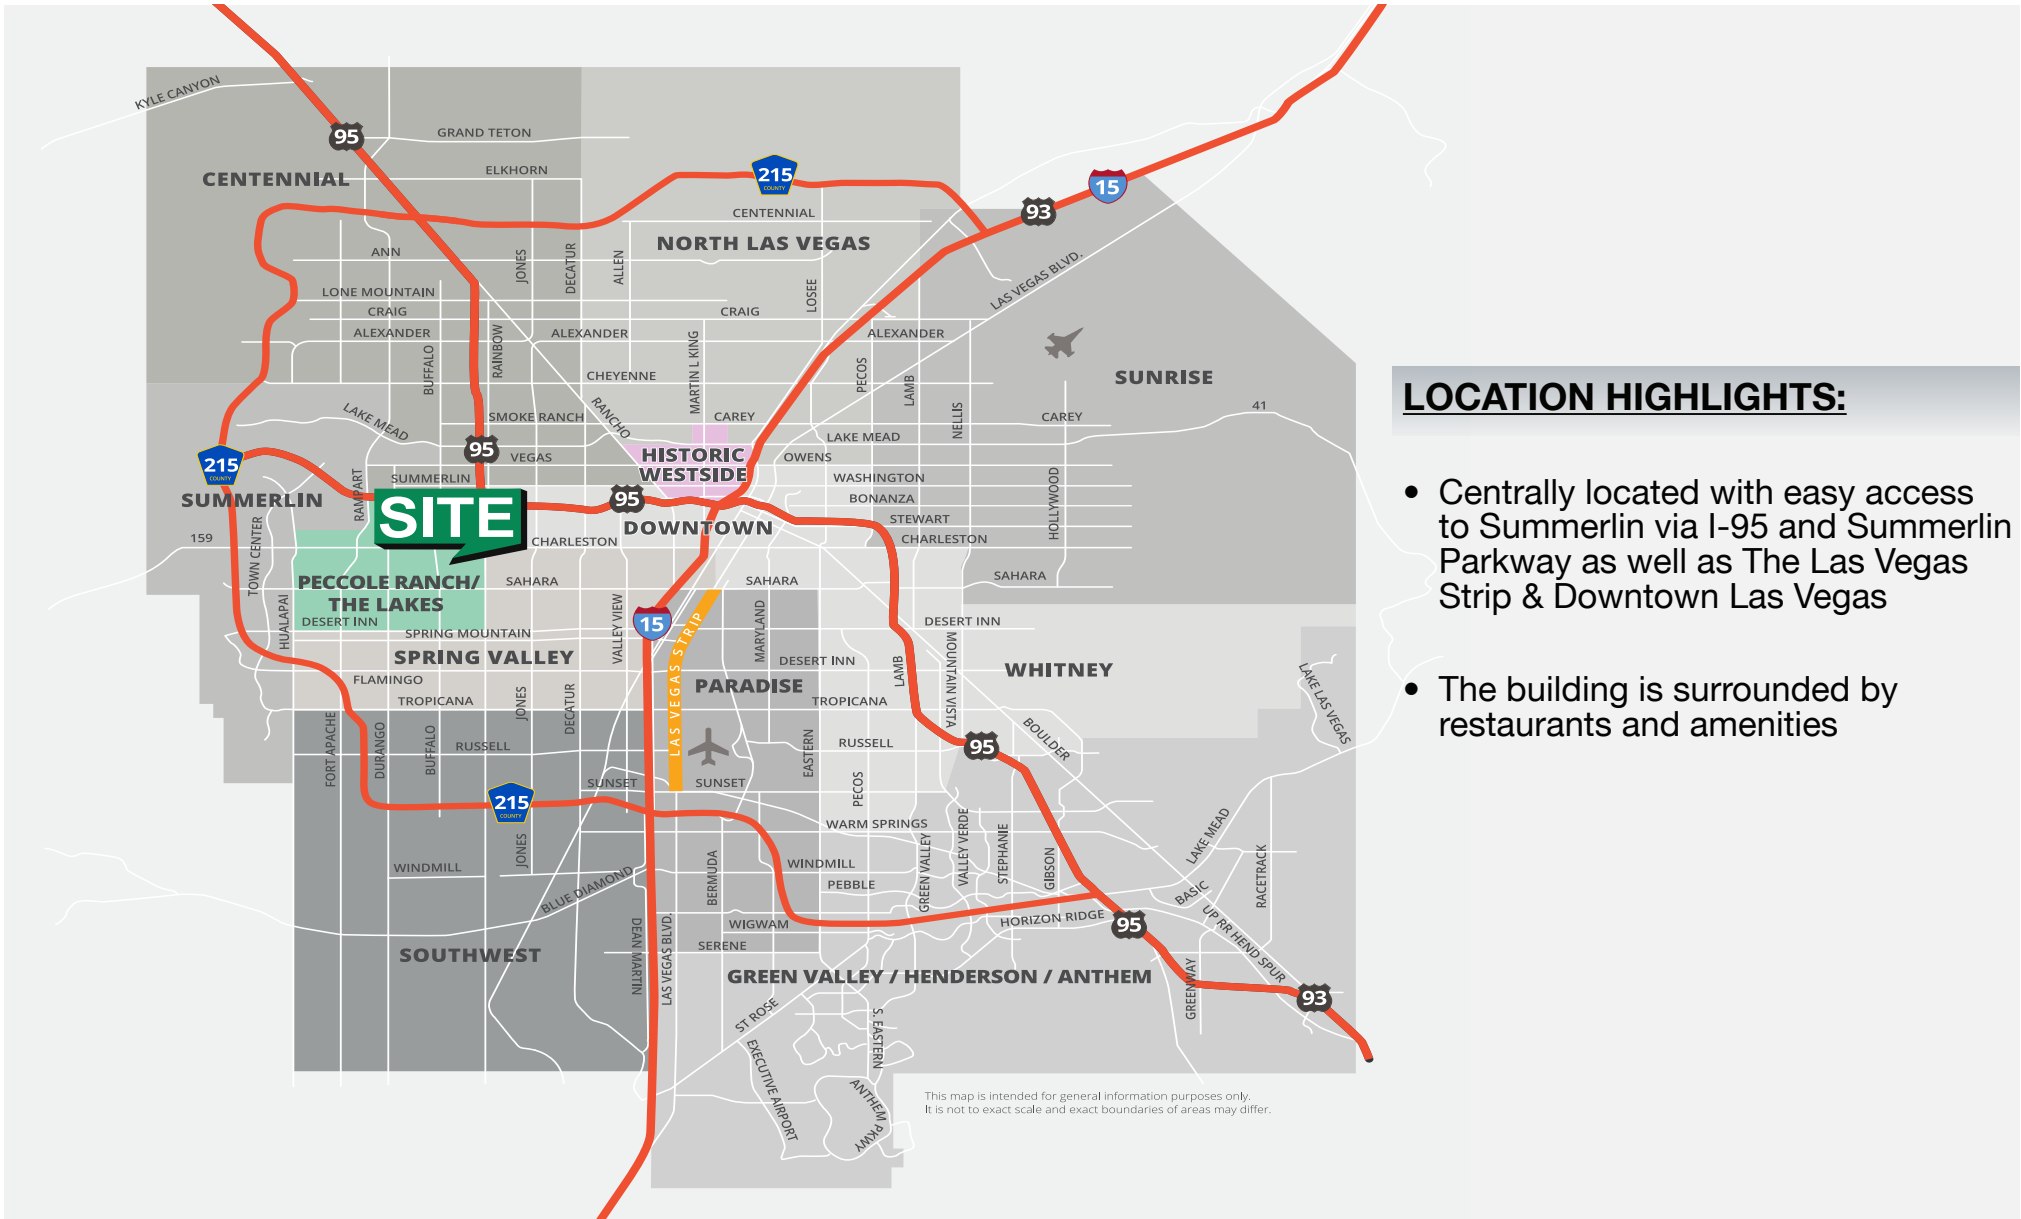 KYLE CANYON
95
GRAND TETON
ELKHORN
CENTENNIAL
215
COUNTY
15
93
CENTENNIAL
NORTH LAS VEGAS
ANN
JONES
DECATUR
ALLEN
LOSEE
LAS VEGAS BLVD.
LONE MOUNTAIN
CRAIG
CRAIG
ALEXANDER
ALEXANDER
ALEXANDER
BUFFALO
RAINBOW
MARTIN L KING
PECOS
LAMB
NELLIS
CHEYENNE
SUNRISE
LAKE MEAD
SMOKE RANCH
RANCHO
CAREY
CAREY
41
LAKE MEAD
95
VEGAS
HISTORIC
WESTSIDE
OWENS
215
COUNTY
SUMMERLIN
WASHINGTON
SUMMERLIN
RAMPART
SITE
95
BONANZA
STEWART
DOWNTOWN
HOLLYWOOD
159
TOWN CENTER
CHARLESTON
CHARLESTON
PECCOLE RANCH/
THE LAKES
SAHARA
SAHARA
SAHARA
HUALAPAI
DESERT INN
SPRING MOUNTAIN
VALLEY VIEW
15
LAS VEGAS STRIP
MARYLAND
DESERT INN
SPRING VALLEY
DESERT INN
LAMB
MOUNTAIN VISTA
WHITNEY
FLAMINGO
PARADISE
TROPICANA
TROPICANA
JONES
DECATUR
LAKE LAS VEGAS
FORT APACHE
DURANGO
BUFFALO
RUSSELL
EASTERN
RUSSELL
95
BOULDER
SUNSET
SUNSET
PECOS
215
COUNTY
JONES
WARM SPRINGS
GREEN VALLEY
VALLEY VERDE
STEPHANIE
GIBSON
LAKE MEAD
RACETRACK
WINDMILL
WINDMILL
BLUE DIAMOND
BERMUDA
PEBBLE
BASIC
DEAN MARTIN
LAS VEGAS BLVD.
WIGWAM
HORIZON RIDGE
95
UP RR HEND SPUR
SERENE
SOUTHWEST
GREEN VALLEY / HENDERSON / ANTHEM
GREENWAY
93
ST ROSE
S. EASTERN
EXECUTIVE AIRPORT
ANTHEM PKWY
This map is intended for general information purposes only.
It is not to exact scale and exact boundaries of areas may differ.
LOCATION HIGHLIGHTS:
• Centrally located with easy access
to Summerlin via I-95 and Summerlin
Parkway as well as The Las Vegas
Strip & Downtown Las Vegas
• The building is surrounded by
restaurants and amenities